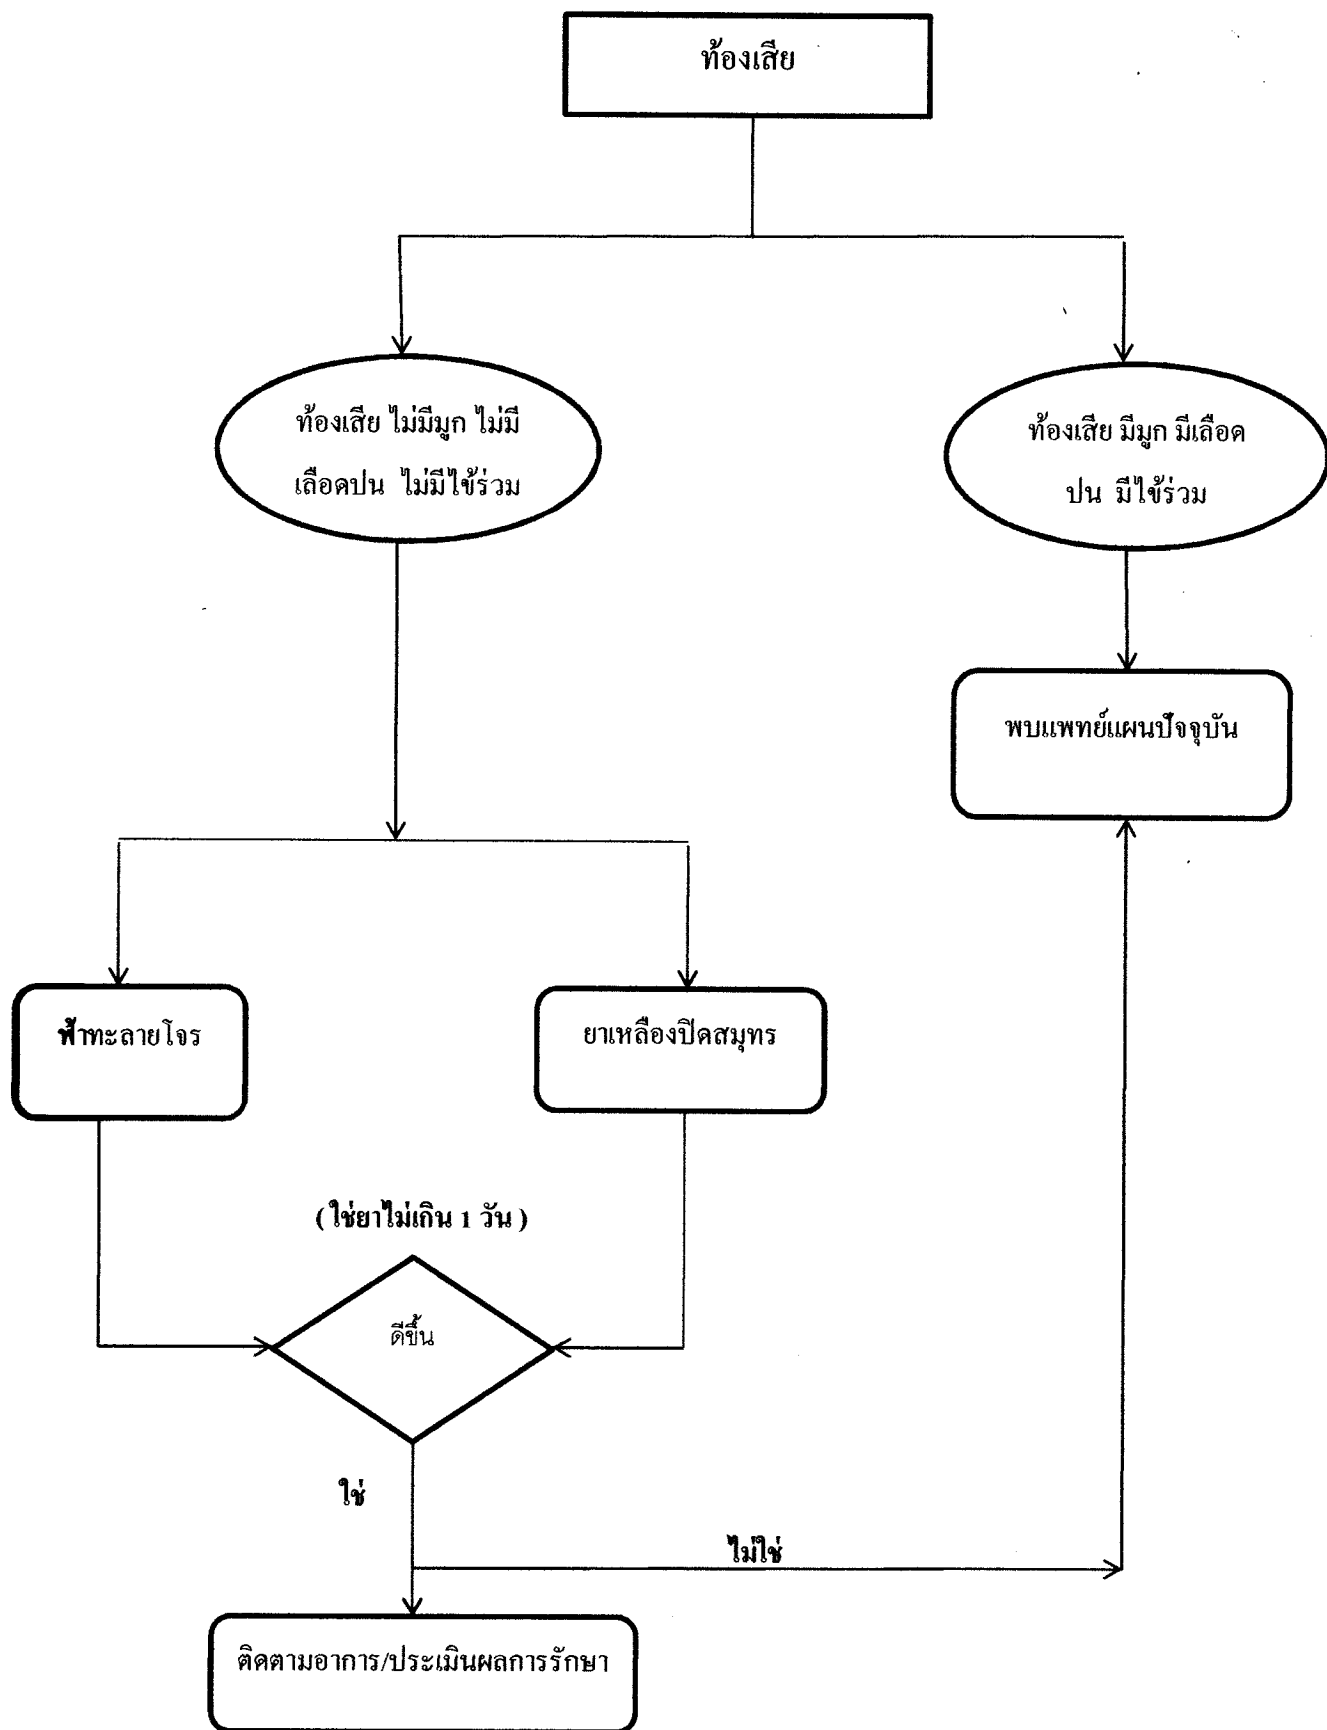 ท้องเสีย
ท้องเสีย ไม่มีมูก ไม่มี
เลือดปน ไม่มีไข้ร่วม
ท้องเสีย มีมูก มีเลือด
ปน มีไข้ร่วม
พบแพทย์แผนปัจจุบัน
ฟ้าทะลายโจร
ยาเหลืองปิดสมุทร
(ใช่ยาไม่เกิน 1 วัน)
ดีขึ้น
ใช่
ไม่ใช่
ติดตามอาการ/ประเมินผลการรักษา